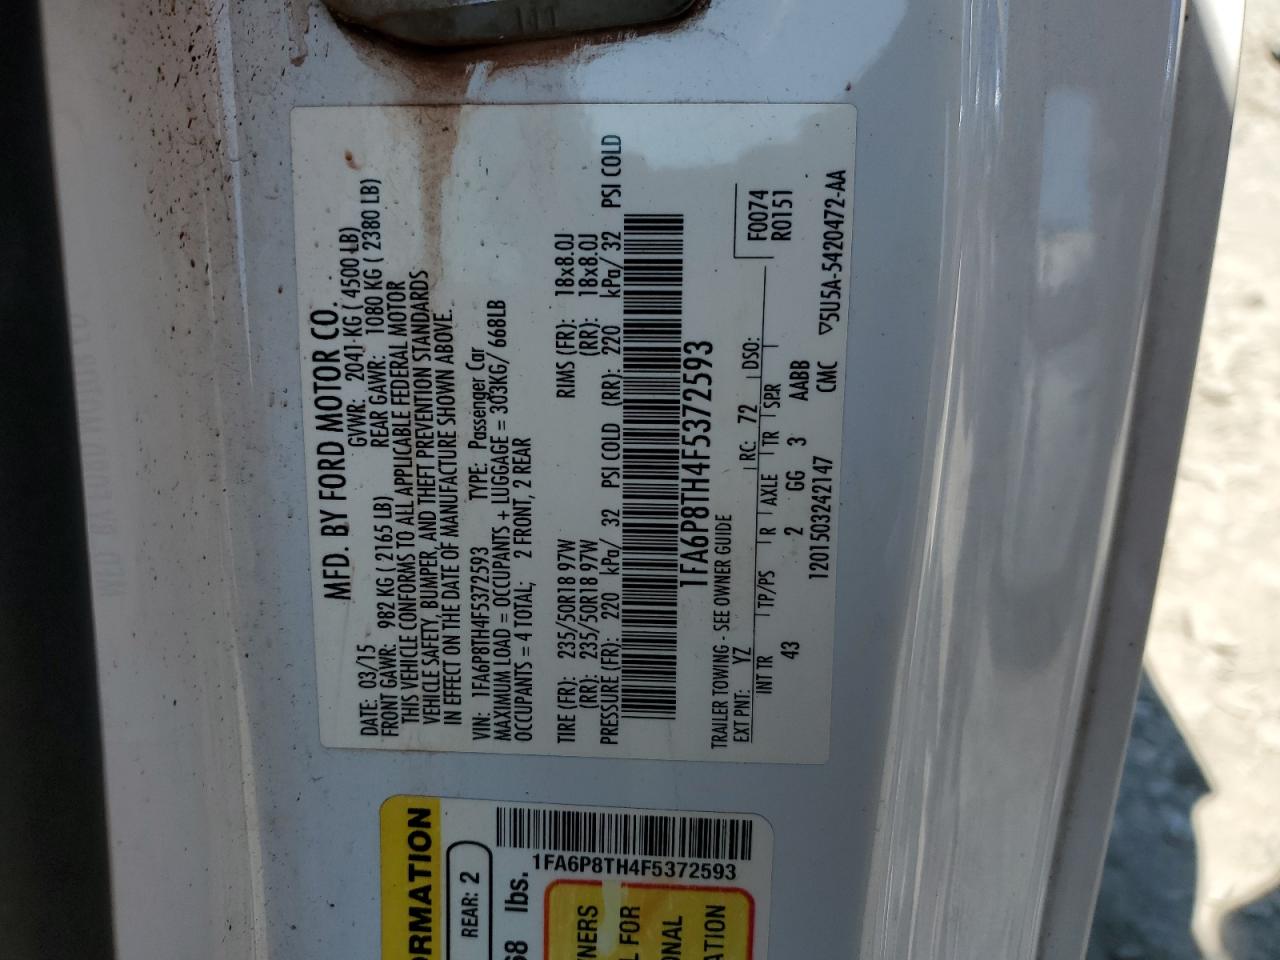 MFD. BY FORD MOTOR CO.
DATE: 03/15 GVWR: 2041 KG ( 4500 LB)
FRONT GAWR: 982 KG ( 2165 LB) REAR GAWR: 1080 KG ( 2380 LB)
THIS VEHICLE CONFORMS TO ALL APPLICABLE FEDERAL MOTOR
VEHICLE SAFETY, BUMPER, AND THEFT PREVENTION STANDARDS
IN EFFECT ON THE DATE OF MANUFACTURE SHOWN ABOVE.
VIN: 1FA6P8TH4F5372593 TYPE: Passenger Car
MAXIMUM LOAD = OCCUPANTS + LUGGAGE = 303KG/ 668LB
OCCUPANTS = 4 TOTAL; 2 FRONT, 2 REAR
TIRE (FR): 235/50R18 97W RIMS (FR): 18x8.0J
(RR): 235/50R18 97W (RR): 18x8.0J
PRESSURE (FR): 220 kPa/ 32 PSI COLD (RR): 220 kPa/ 32 PSI COLD
1FA6P8TH4F5372593
TRAILER TOWING - SEE OWNER GUIDE F0074
R0151
EXT PNT: YZ RC: 72 DSO:
INT TR TP/PS R AXLE TR SPR
43 2 GG 3 AABB
1201503242147 CMC ▽5U5A-5420472-AA
RMATION
REAR: 2
68 lbs.
1FA6P8TH4F5372593
NERS
L FOR
ONAL
ATION